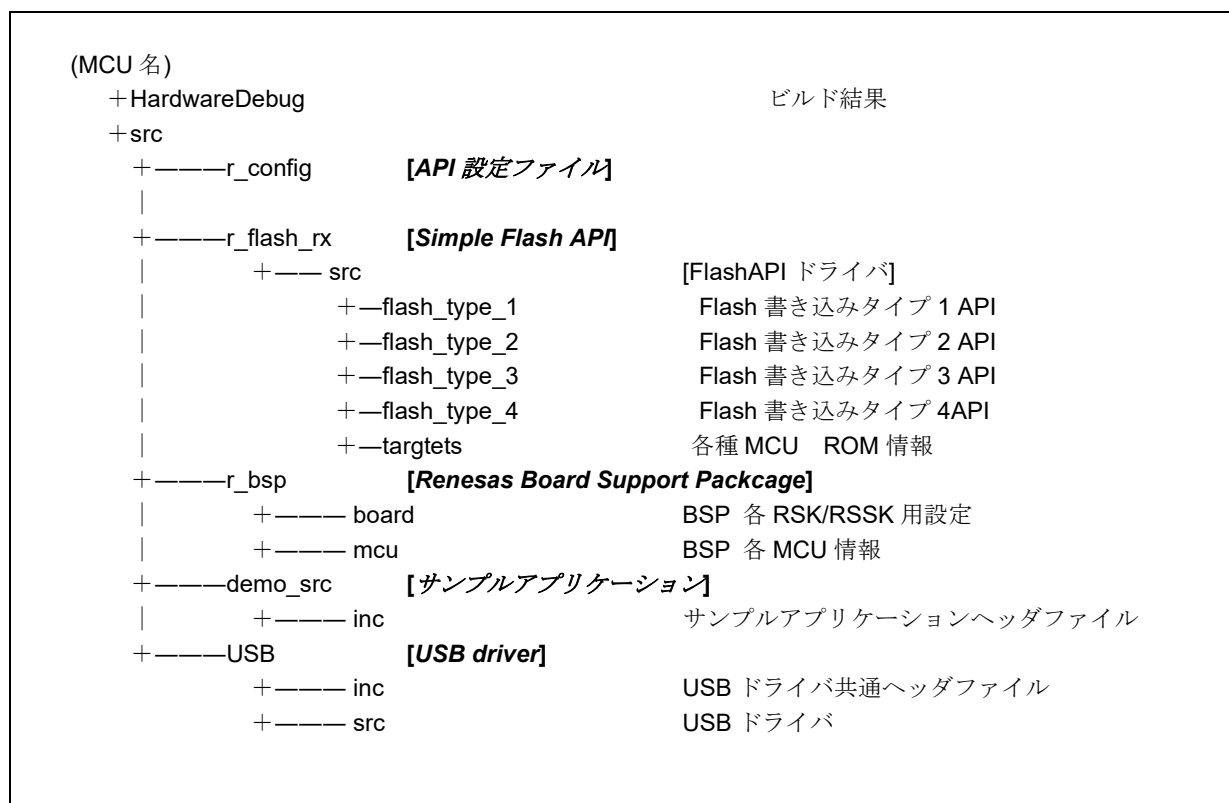 (MCU 名)
＋HardwareDebug ビルド結果
＋src
＋―――r_config [API 設定ファイル]
｜
＋―――r_flash_rx [Simple Flash API]
｜ ＋―― src [FlashAPI ドライバ]
｜ ＋―flash_type_1 Flash 書き込みタイプ 1 API
｜ ＋―flash_type_2 Flash 書き込みタイプ 2 API
｜ ＋―flash_type_3 Flash 書き込みタイプ 3 API
｜ ＋―flash_type_4 Flash 書き込みタイプ 4API
｜ ＋―targtets 各種 MCU ROM 情報
＋―――r_bsp [Renesas Board Support Packcage]
｜ ＋――― board BSP 各 RSK/RSSK 用設定
｜ ＋――― mcu BSP 各 MCU 情報
＋―――demo_src [サンプルアプリケーション]
｜ ＋――― inc サンプルアプリケーションヘッダファイル
＋―――USB [USB driver]
＋――― inc USB ドライバ共通ヘッダファイル
＋――― src USB ドライバ